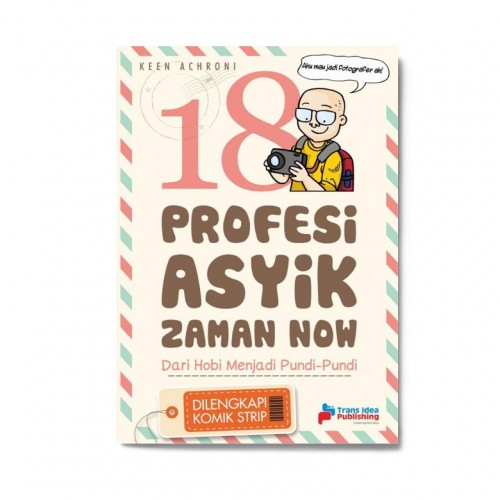 KEEN ACHRONI
Aku mau jadi fotografer ah!
18
PROFESI
ASYiK
ZAMAN NOW
Dari Hobi Menjadi Pundi-Pundi
DILENGKAPI
KOMIK STRIP
Trans Idea
Publishing